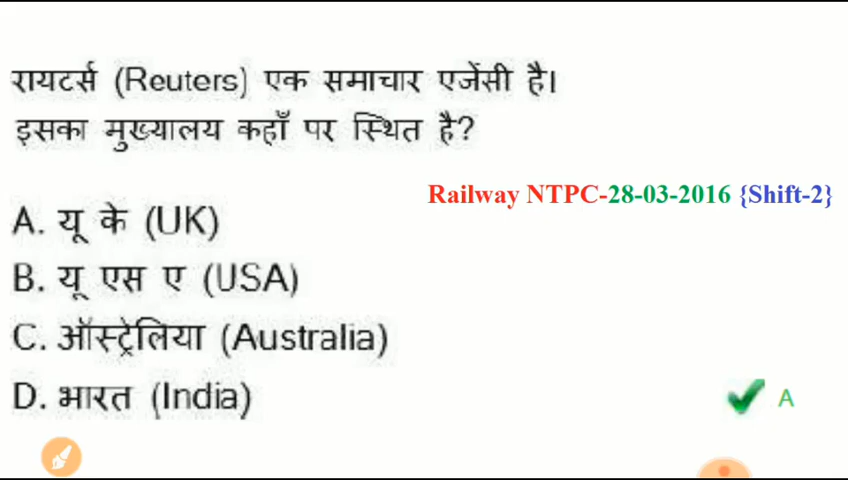 रायटर्स (Reuters) एक समाचार एजेंसी है।
इसका मुख्यालय कहाँ पर स्थित है?
Railway NTPC-28-03-2016 {Shift-2}
A. यू के (UK)
B. यू एस ए (USA)
C. ऑस्ट्रेलिया (Australia)
D. भारत (India)
A